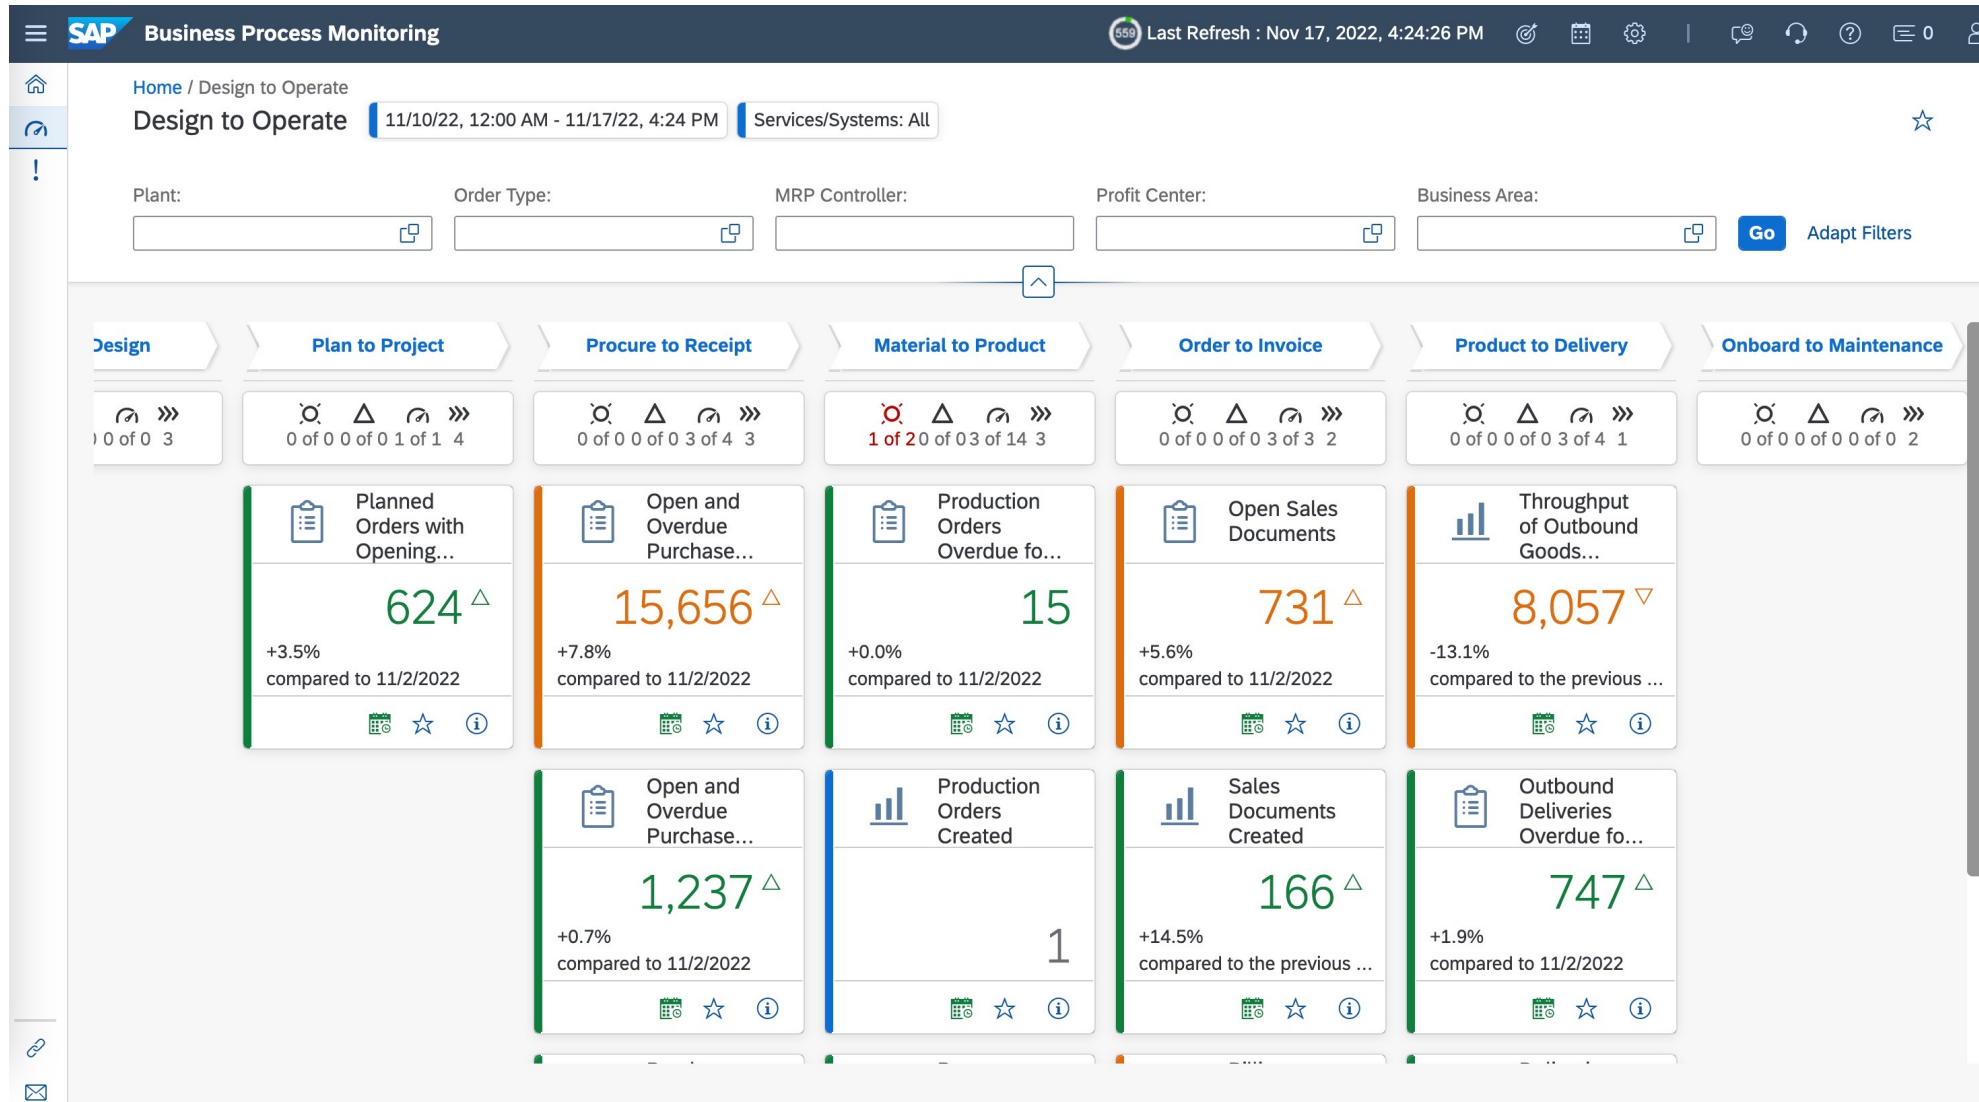 SAP Business Process Monitoring 559 Last Refresh : Nov 17, 2022, 4:24:26 PM 0
Home / Design to Operate
Design to Operate 11/10/22, 12:00 AM - 11/17/22, 4:24 PM Services/Systems: All
Plant: Order Type: MRP Controller: Profit Center: Business Area:
Go Adapt Filters
Design Plan to Project Procure to Receipt Material to Product Order to Invoice Product to Delivery Onboard to Maintenance
0 of 0 3
0 of 0 0 of 0 1 of 1 4
0 of 0 0 of 0 3 of 4 3
1 of 2 0 of 0 3 of 14 3
0 of 0 0 of 0 3 of 3 2
0 of 0 0 of 0 3 of 4 1
0 of 0 0 of 0 0 of 0 2
Planned
Orders with
Opening...
624
+3.5%
compared to 11/2/2022
Open and
Overdue
Purchase...
15,656
+7.8%
compared to 11/2/2022
Production
Orders
Overdue fo...
15
+0.0%
compared to 11/2/2022
Open Sales
Documents
731
+5.6%
compared to 11/2/2022
Throughput
of Outbound
Goods...
8,057
-13.1%
compared to the previous ...
Open and
Overdue
Purchase...
1,237
+0.7%
compared to 11/2/2022
Production
Orders
Created
1
Sales
Documents
Created
166
+14.5%
compared to the previous ...
Outbound
Deliveries
Overdue fo...
747
+1.9%
compared to 11/2/2022